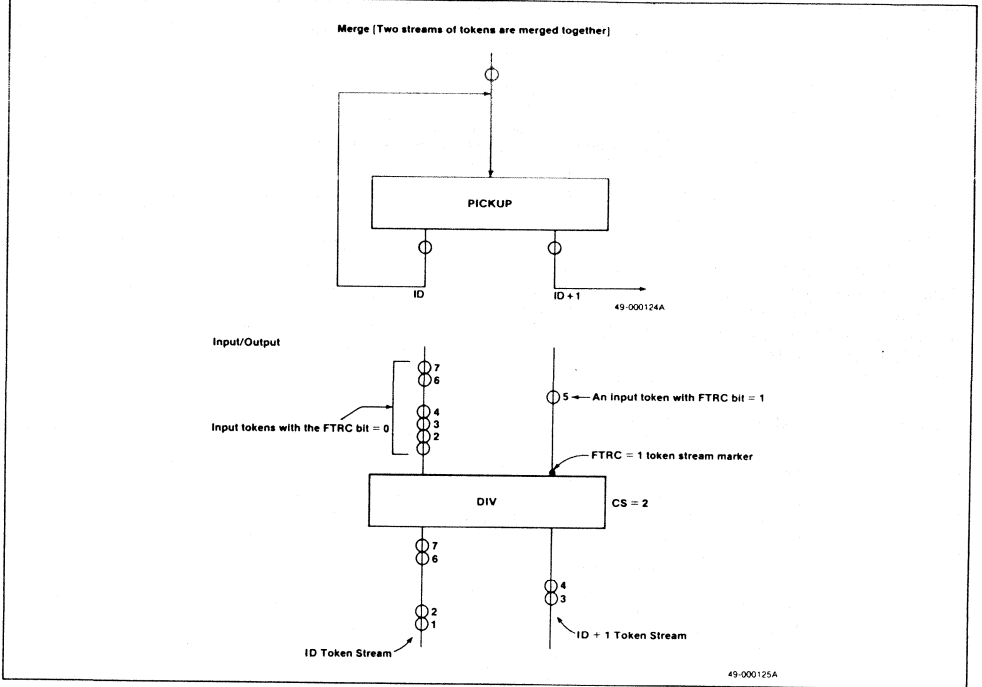 Merge [Two streams of tokens are merged together]
PICKUP
ID
ID + 1
49-000124A
Input/Output
7
6
4
3
2
Input tokens with the FTRC bit = 0
5
An input token with FTRC bit = 1
FTRC = 1 token stream marker
DIV
CS = 2
7
6
4
3
2
1
ID + 1 Token Stream
ID Token Stream
49-000125A